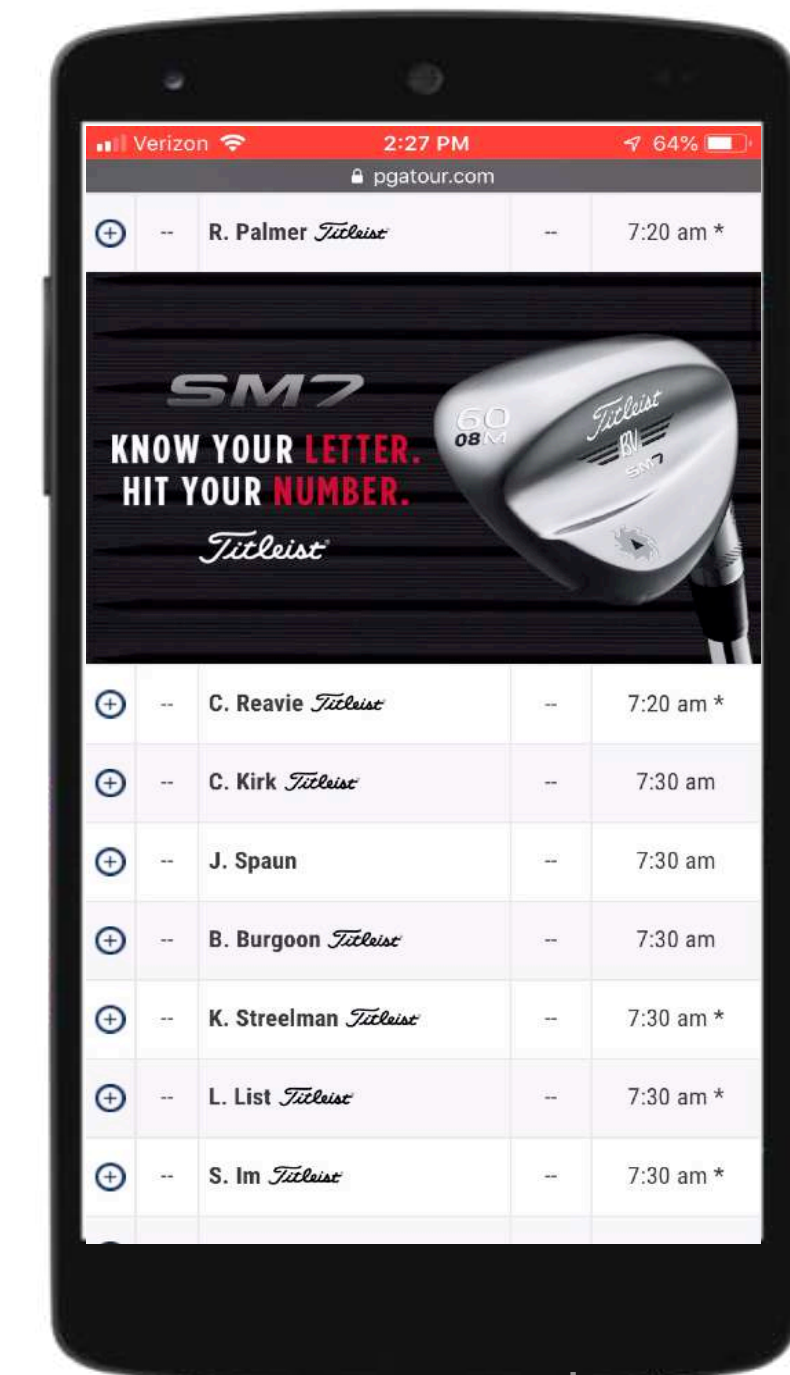 Verizon 2:27 PM 64%
pgatour.com
-- R. Palmer Titleist -- 7:20 am *
SM7
KNOW YOUR LETTER.
HIT YOUR NUMBER.
Titleist
60
08 M
Titleist
BV
SM7
-- C. Reavie Titleist -- 7:20 am *
-- C. Kirk Titleist -- 7:30 am
-- J. Spaun -- 7:30 am
-- B. Burgoon Titleist -- 7:30 am
-- K. Streelman Titleist -- 7:30 am *
-- L. List Titleist -- 7:30 am *
-- S. Im Titleist -- 7:30 am *